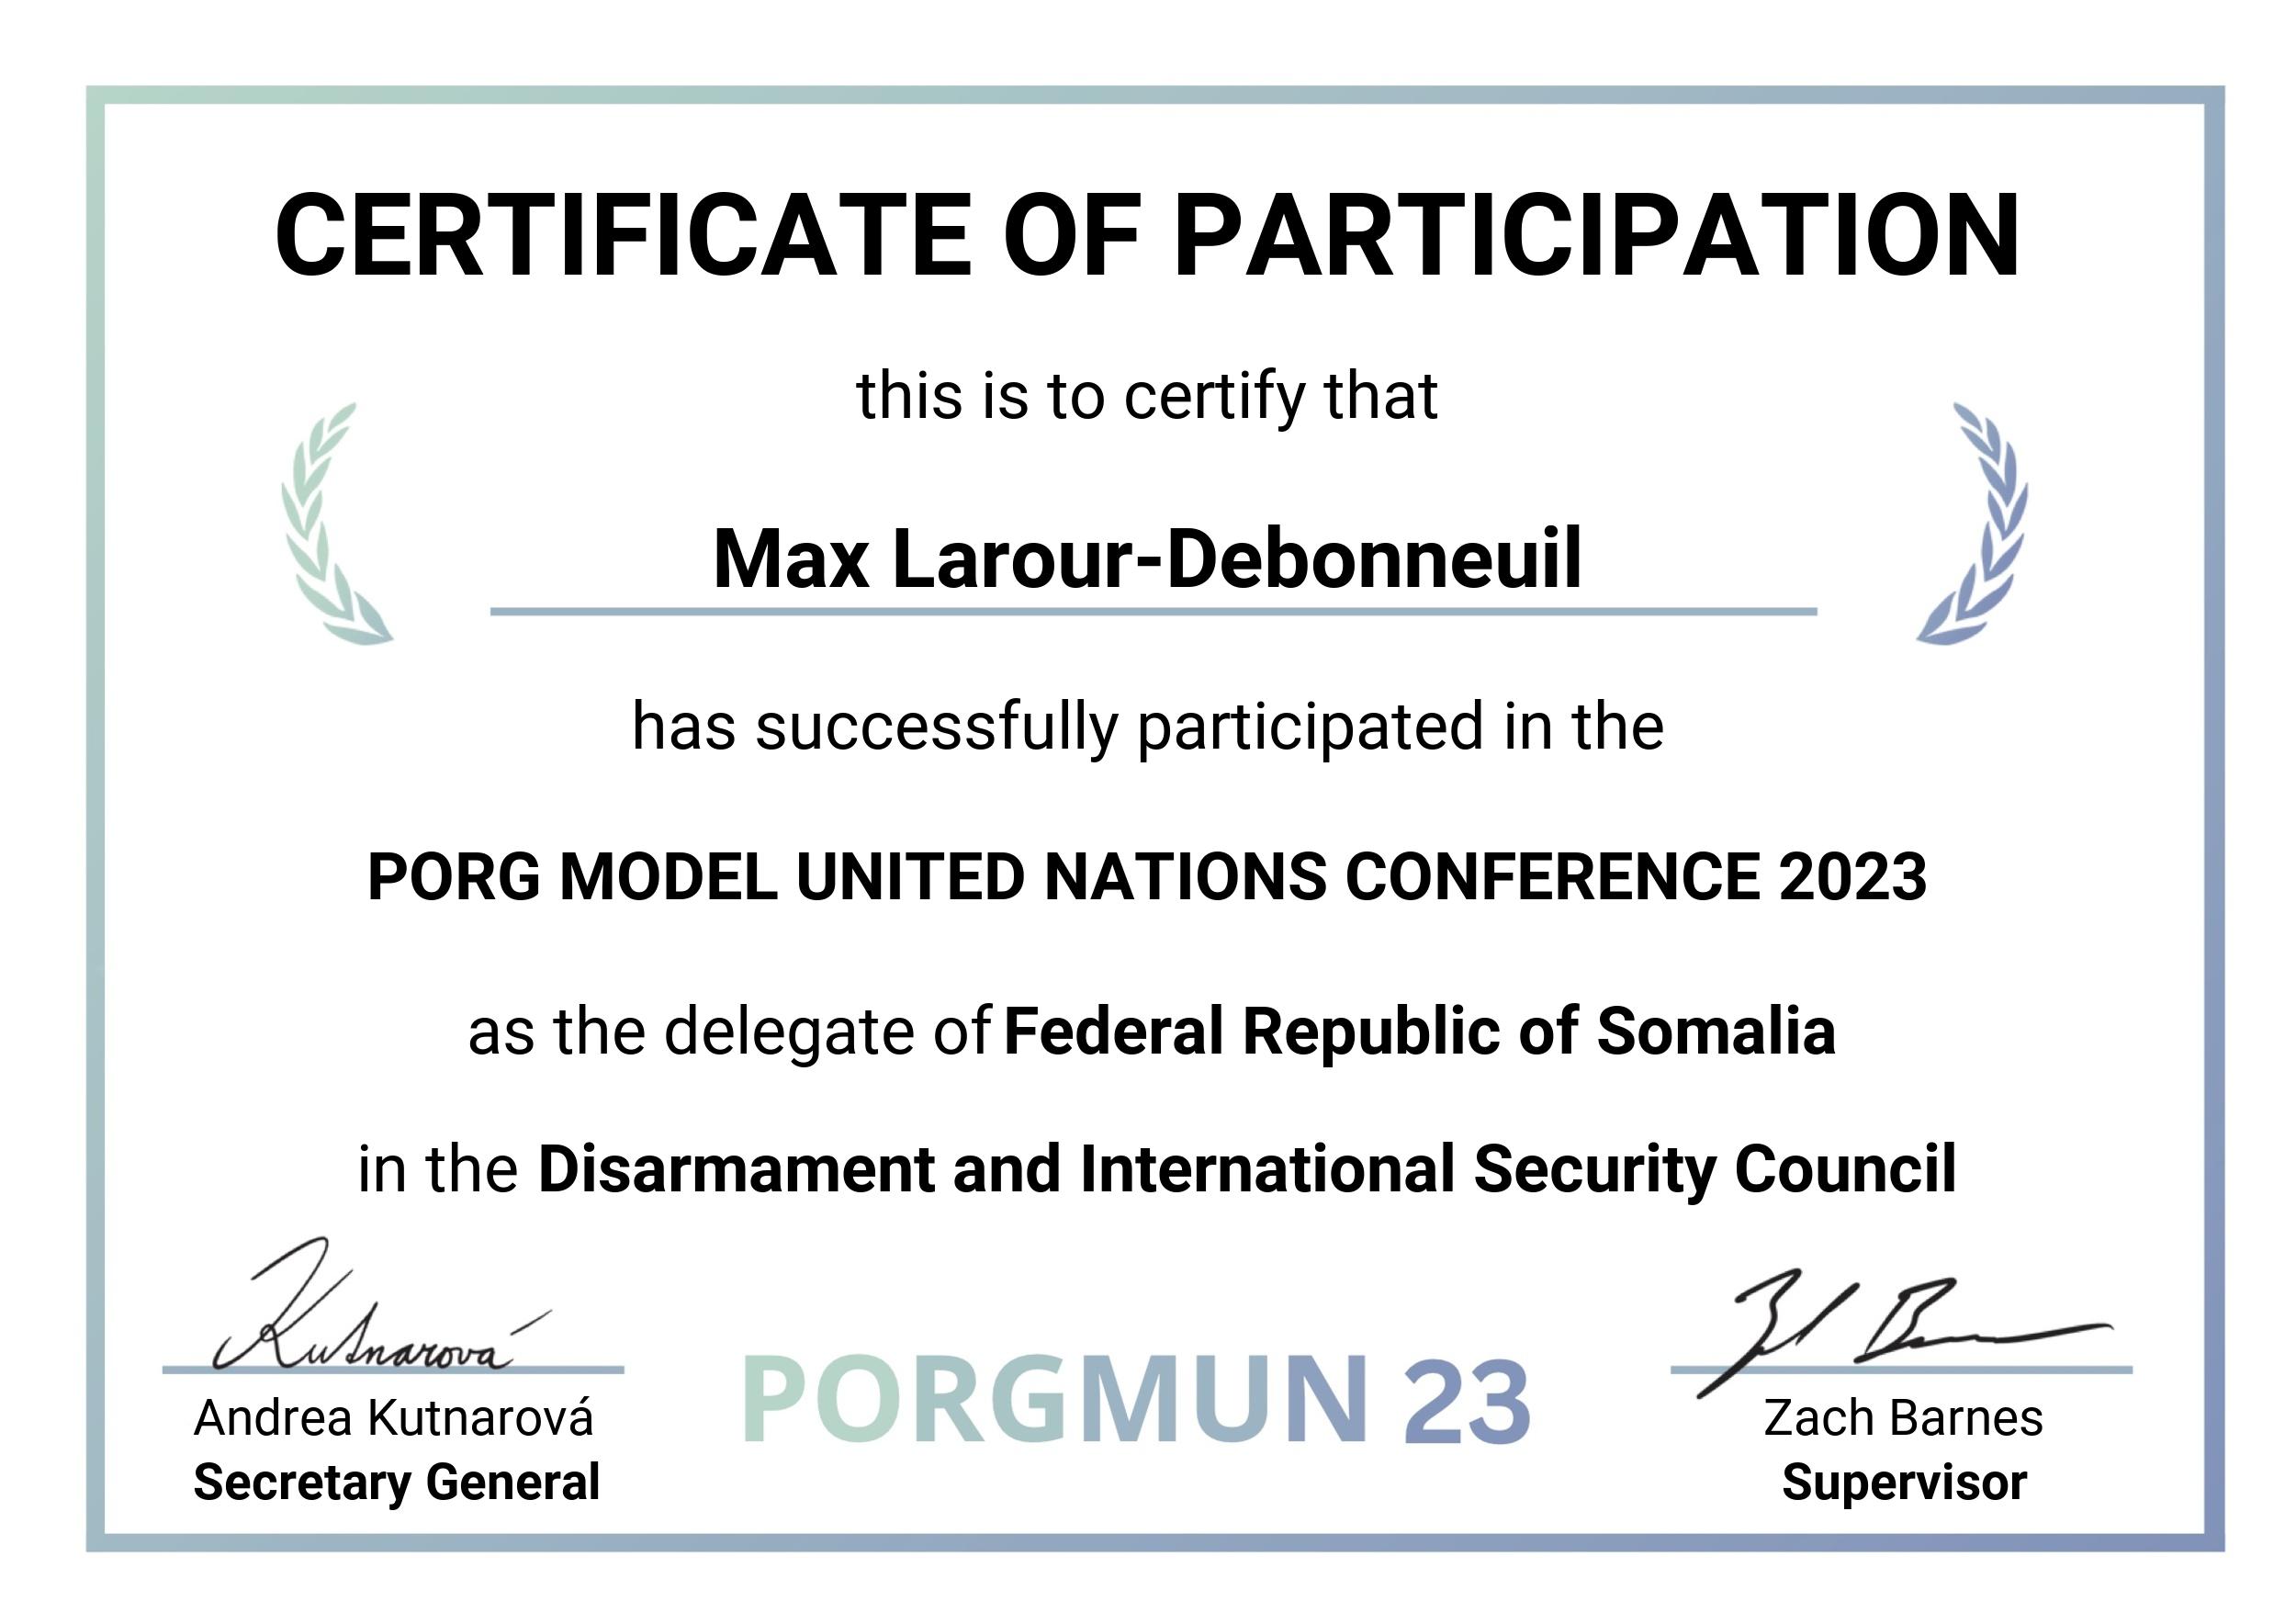 CERTIFICATE OF PARTICIPATION
this is to certify that
Max Larour-Debonneuil
has successfully participated in the
PORG MODEL UNITED NATIONS CONFERENCE 2023
as the delegate of Federal Republic of Somalia
in the Disarmament and International Security Council
Kutnarová
Andrea Kutnarová
Secretary General
PORGMUN 23
Zach Barnes
Supervisor